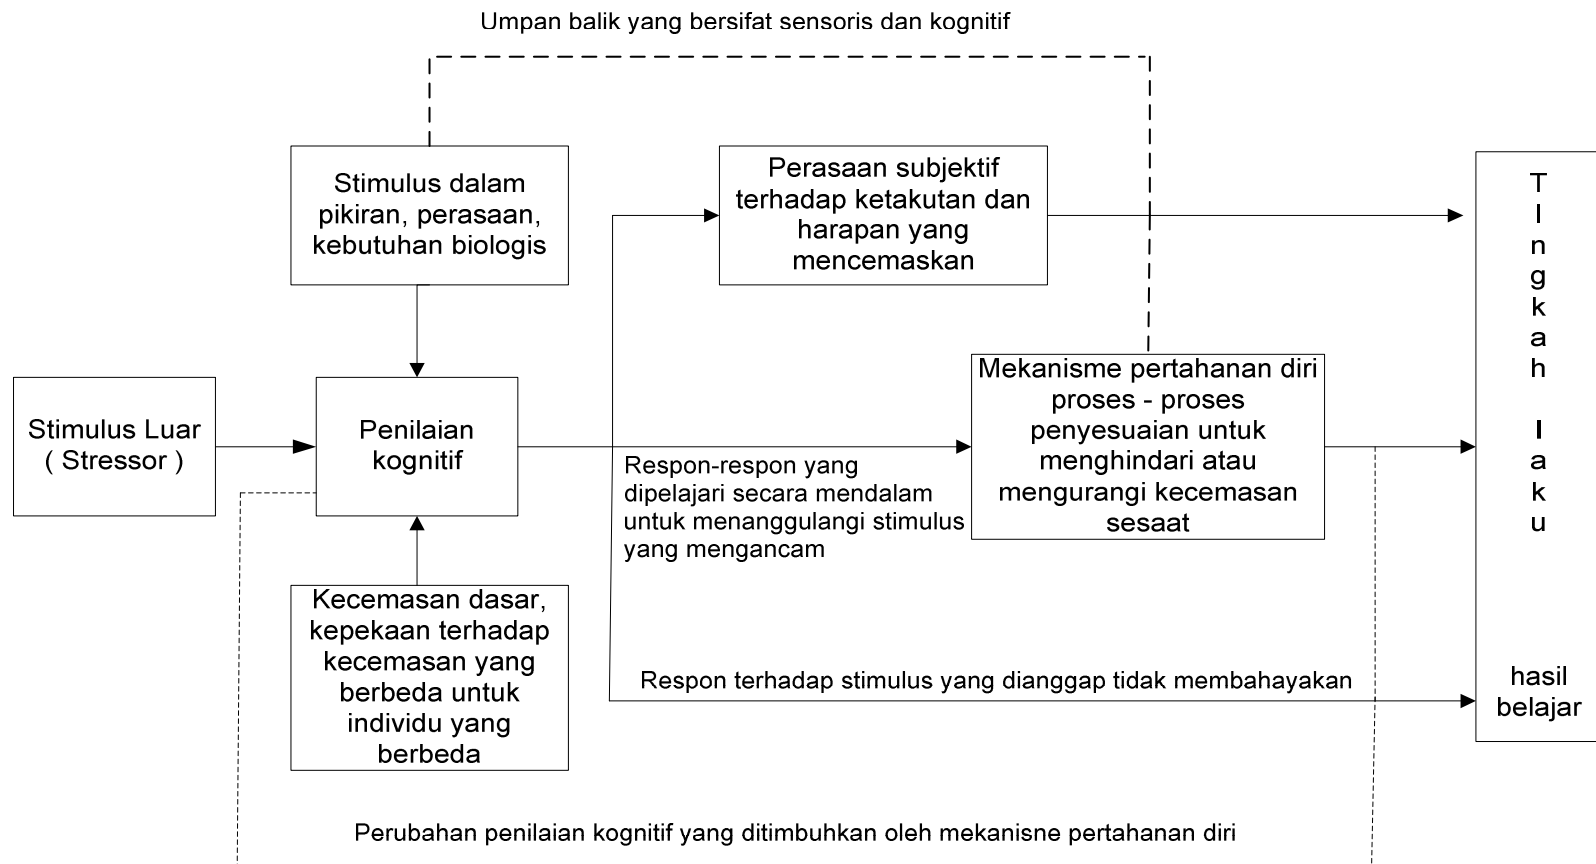 Umpan balik yang bersifat sensoris dan kognitif
Stimulus dalam
pikiran, perasaan,
kebutuhan biologis
Perasaan subjektif
terhadap ketakutan dan
harapan yang
mencemaskan
Stimulus Luar
( Stressor )
Penilaian
kognitif
Respon-respon yang
dipelajari secara mendalam
untuk menanggulangi stimulus
yang mengancam
Mekanisme pertahanan diri
proses - proses
penyesuaian untuk
menghindari atau
mengurangi kecemasan
sesaat
Kecemasan dasar,
kepekaan terhadap
kecemasan yang
berbeda untuk
individu yang
berbeda
Respon terhadap stimulus yang dianggap tidak membahayakan
Perubahan penilaian kognitif yang ditimbuhkan oleh mekanisne pertahanan diri
T
I
n
g
k
a
h
l
a
k
u
hasil
belajar